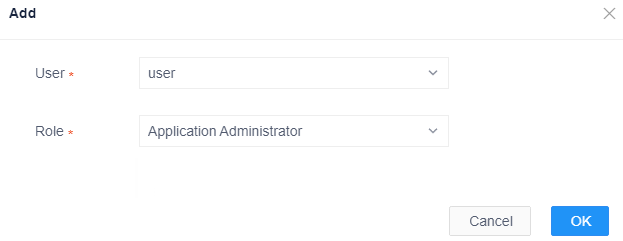 Add
User *
user
Role *
Application Administrator
Cancel
OK